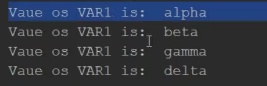 Vaue os VAR1 is:  alpha
Vaue os VAR1 is:  beta
Vaue os VAR1 is:  gamma
Vaue os VAR1 is:  delta